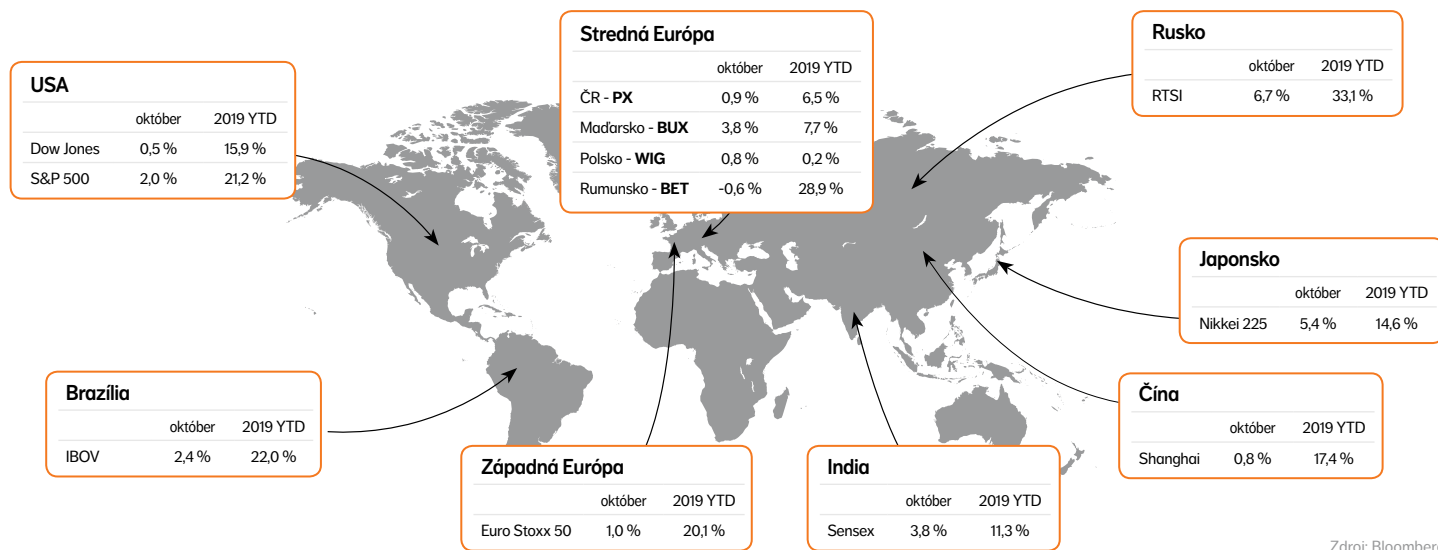 USA
október 2019 YTD
Dow Jones 0,5 % 15,9 %
S&P 500 2,0 % 21,2 %
Stredná Európa
október 2019 YTD
ČR - PX 0,9 % 6,5 %
Maďarsko - BUX 3,8 % 7,7 %
Polsko - WIG 0,8 % 0,2 %
Rumunsko - BET -0,6 % 28,9 %
Rusko
október 2019 YTD
RTSI 6,7 % 33,1 %
Japonsko
október 2019 YTD
Nikkei 225 5,4 % 14,6 %
Brazília
október 2019 YTD
IBOV 2,4 % 22,0 %
Západná Európa
október 2019 YTD
Euro Stoxx 50 1,0 % 20,1 %
India
október 2019 YTD
Sensex 3,8 % 11,3 %
Čína
október 2019 YTD
Shanghai 0,8 % 17,4 %
Zdroj: Bloomberg